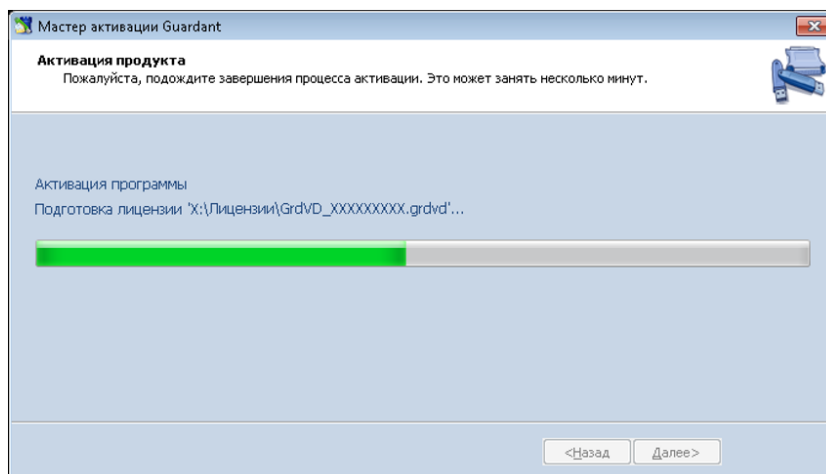 Мастер активации Guardant
Активация продукта
Пожалуйста, подождите завершения процесса активации. Это может занять несколько минут.
Активация программы
Подготовка лицензии 'X:\Лицензии\GrdVD_XXXXXXXXX.grdvd'...
<Назад
Далее>